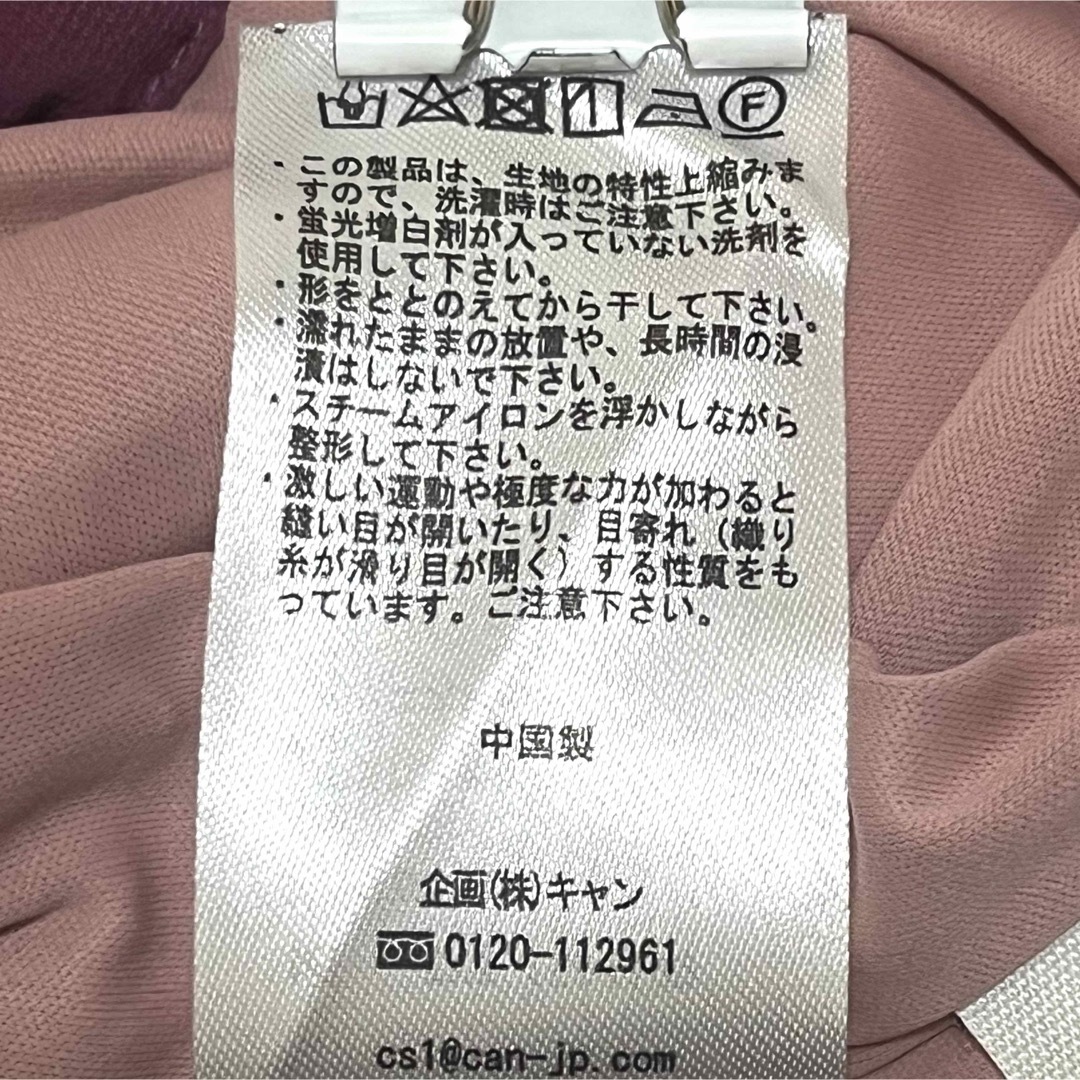 F
・この製品は、生地の特性上縮みま
すので、洗濯時はご注意下さい。
・蛍光増白剤が入っていない洗剤を
使用して下さい。
・形をととのえてから干して下さい。
・濡れたままの放置や、長時間の浸
漬はしないで下さい。
・スチームアイロンを浮かしながら
整形して下さい。
・激しい運動や極度な力が加わると
縫い目が開いたり、目寄れ(織り
糸が滑り目が開く)する性質をも
っています。ご注意下さい。
中国製
企画(株)キャン
0120-112961
cs1@can-jp.com